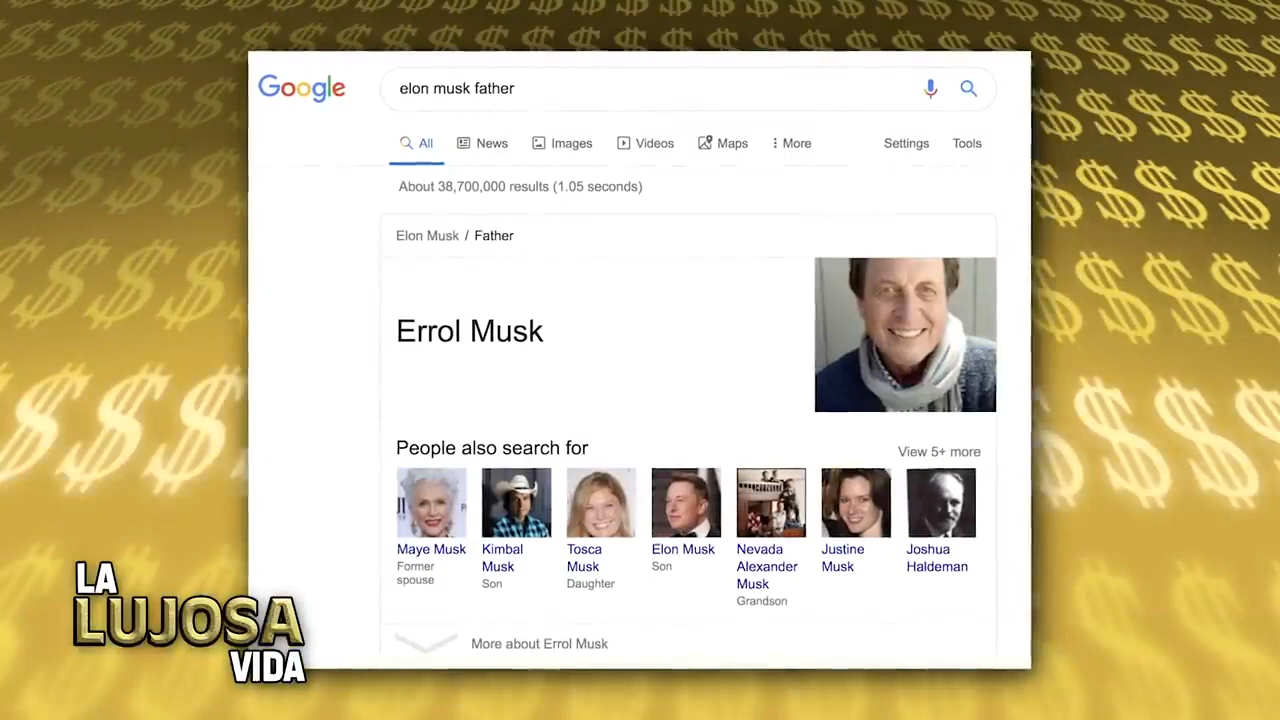 Google
elon musk father
All
News
Images
Videos
Maps
More
Settings
Tools
About 38,700,000 results (1.05 seconds)
Elon Musk / Father
Errol Musk
People also search for
View 5+ more
Maye Musk
Former
spouse
Kimbal
Musk
Son
Tosca
Musk
Daughter
Elon Musk
Son
Nevada
Alexander
Musk
Grandson
Justine
Musk
Joshua
Haldeman
More about Errol Musk
LA
LUJOSA
VIDA